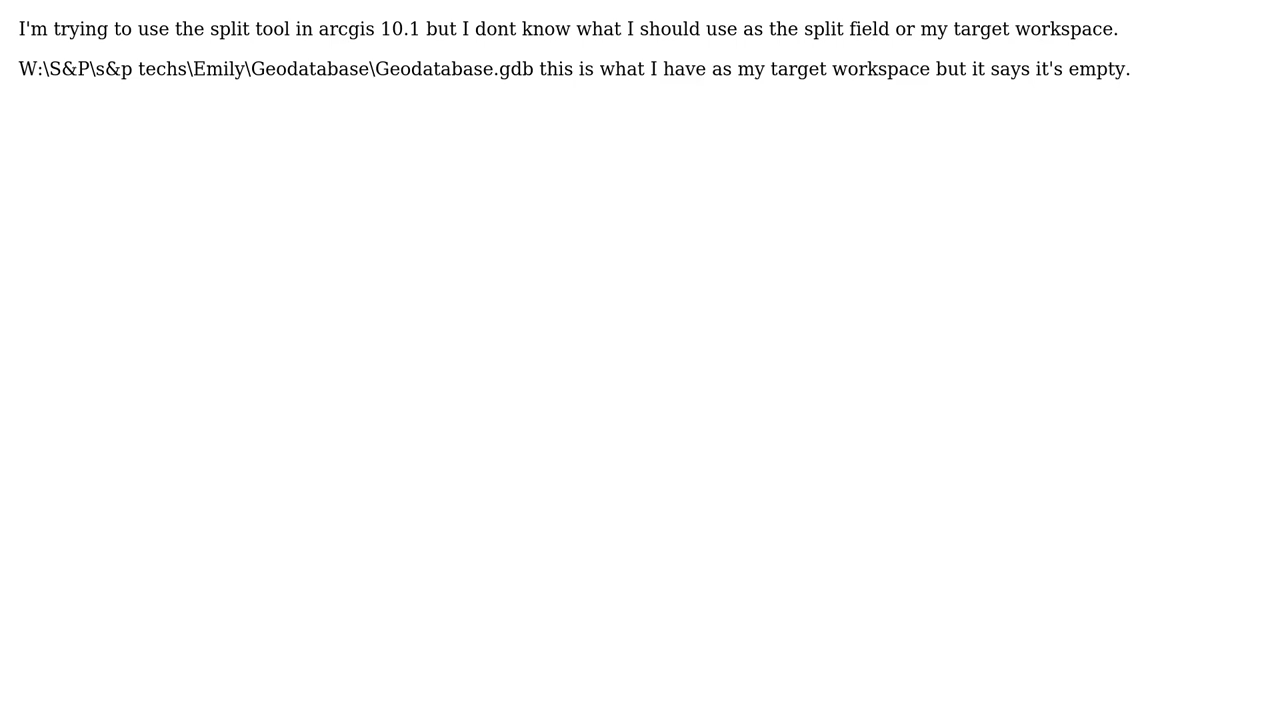 I'm trying to use the split tool in arcgis 10.1 but I dont know what I should use as the split field or my target workspace.
W:\S&P\s&p techs\Emily\Geodatabase\Geodatabase.gdb this is what I have as my target workspace but it says it's empty.